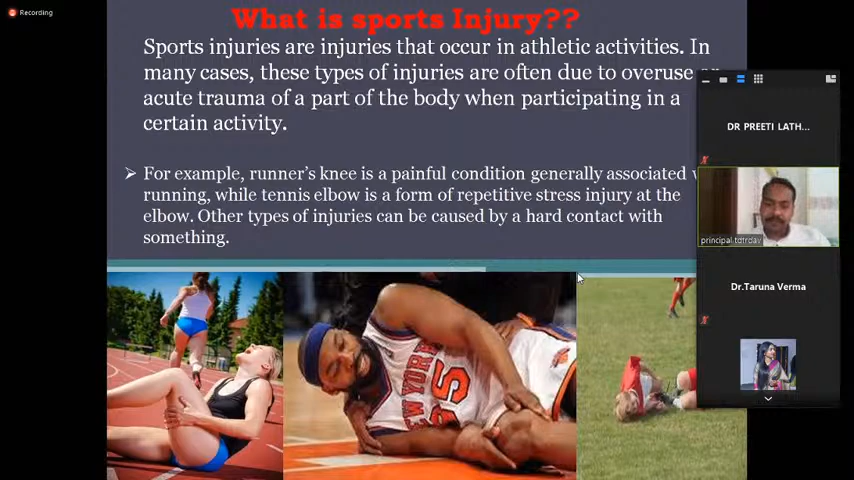 Recording
What is sports Injury??
Sports injuries are injuries that occur in athletic activities. In
many cases, these types of injuries are often due to overuse
acute trauma of a part of the body when participating in a
certain activity.
For example, runner's knee is a painful condition generally associated
running, while tennis elbow is a form of repetitive stress injury at the
elbow. Other types of injuries can be caused by a hard contact with
something.
DR PREETI LATH...
principal tdtrdav
Dr.Taruna Verma
NEW YORK